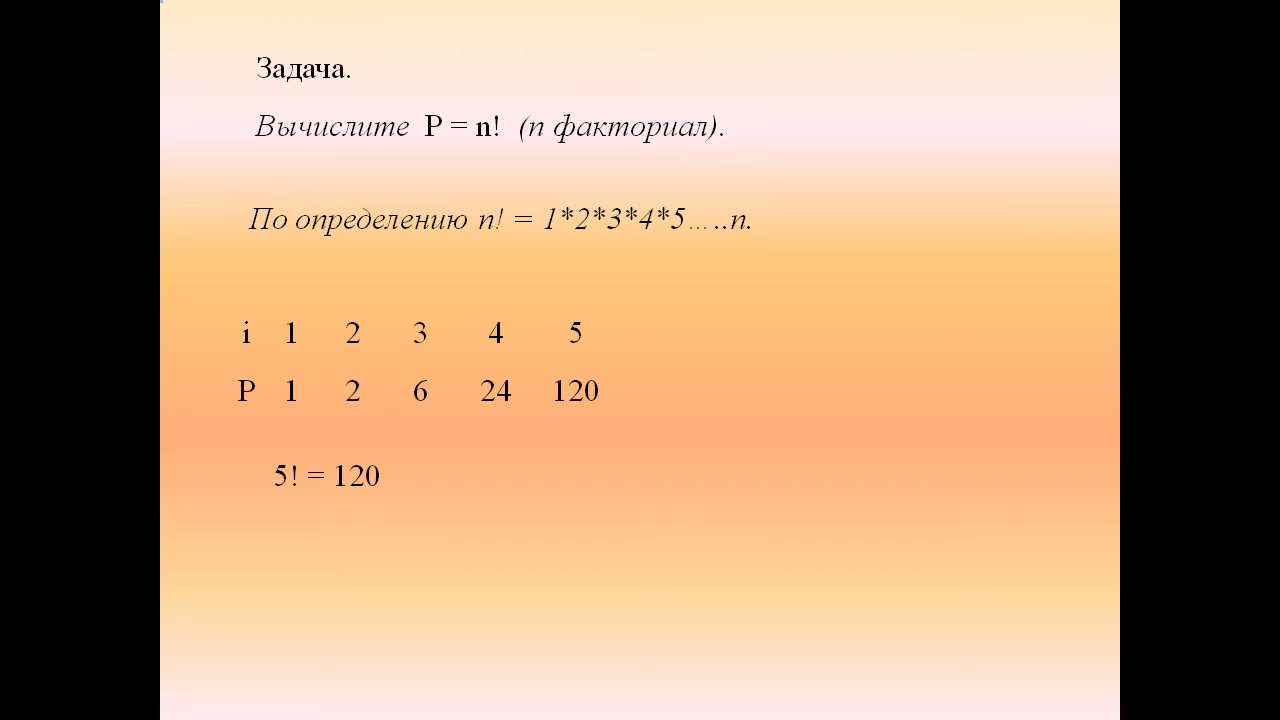 Задача.
Вычислите P = n! (n факториал).
По определению n! = 1*2*3*4*5…..n.
i 1 2 3 4 5
P 1 2 6 24 120
5! = 120